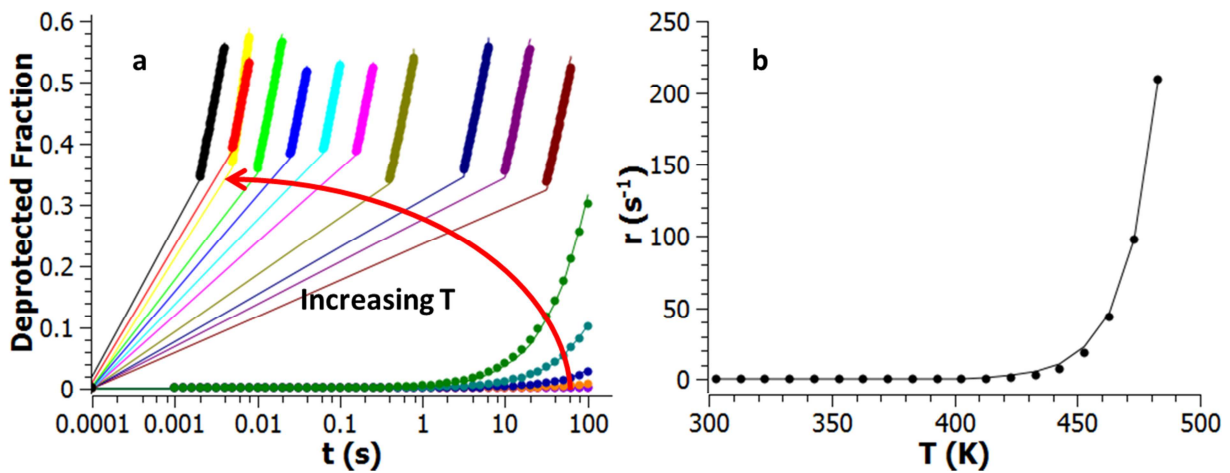 a
Deprotected Fraction
0.6
0.5
0.4
0.3
0.2
0.1
0
Increasing T
0.0001 0.001 0.01 0.1 1 10 100
t (s)
b
r (s-1)
250
200
150
100
50
0
300 350 400 450 500
T (K)